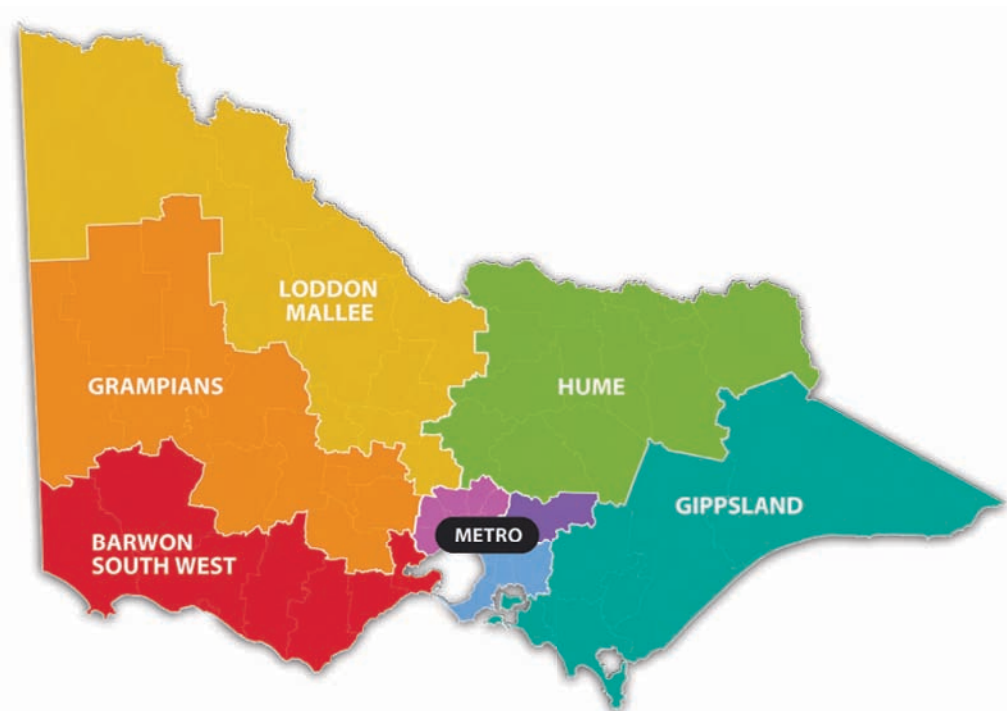 LODDON
MALLEE
GRAMPIANS
HUME
GIPPSLAND
METRO
BARWON
SOUTH WEST